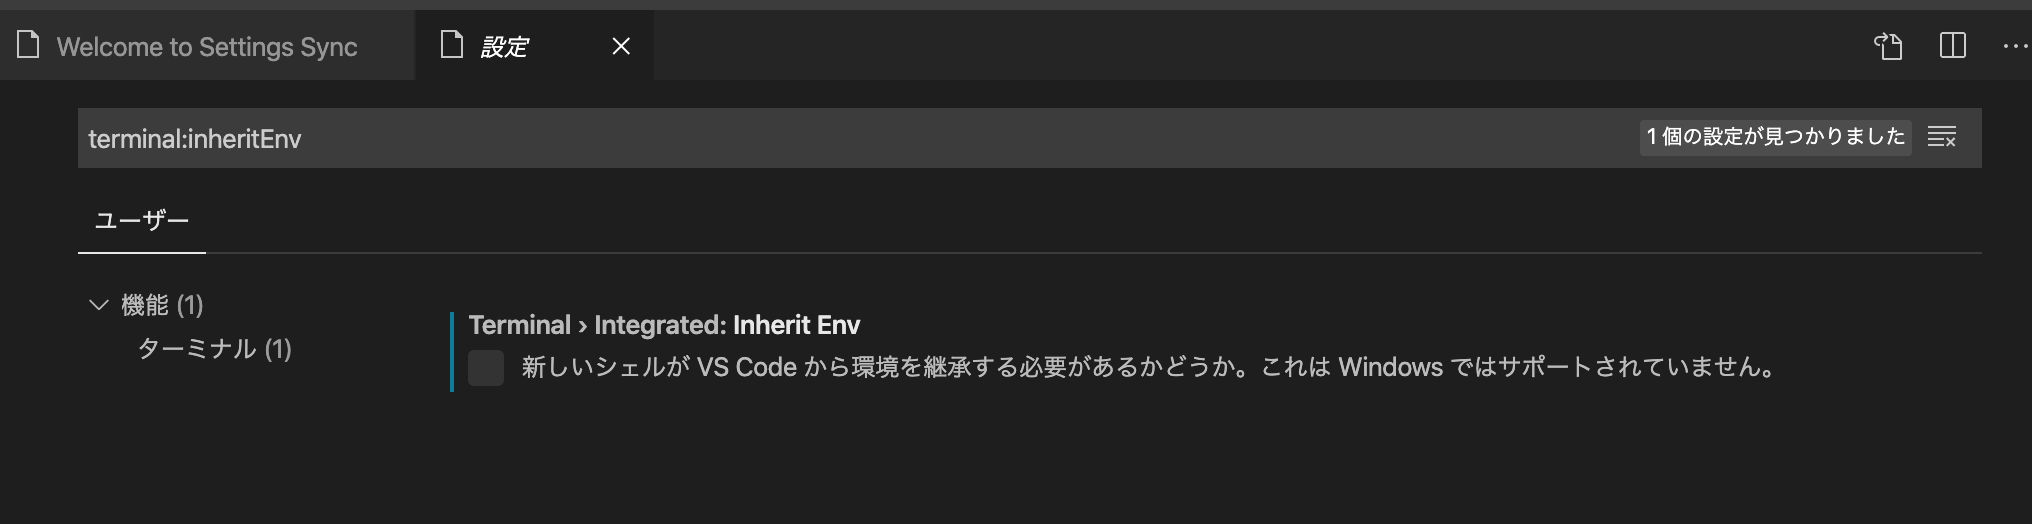 Welcome to Settings Sync
設定
terminal:inheritEnv
1 個の設定が見つかりました
ユーザー
機能 (1)
ターミナル (1)
Terminal › Integrated: Inherit Env
新しいシェルが VS Code から環境を継承する必要があるかどうか。これは Windows ではサポートされていません。